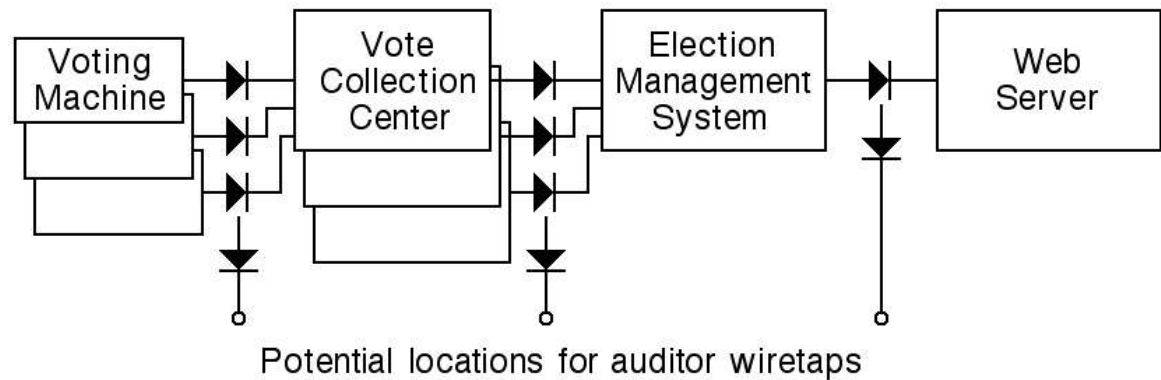 Voting
Machine
Vote
Collection
Center
Election
Management
System
Web
Server
Potential locations for auditor wiretaps